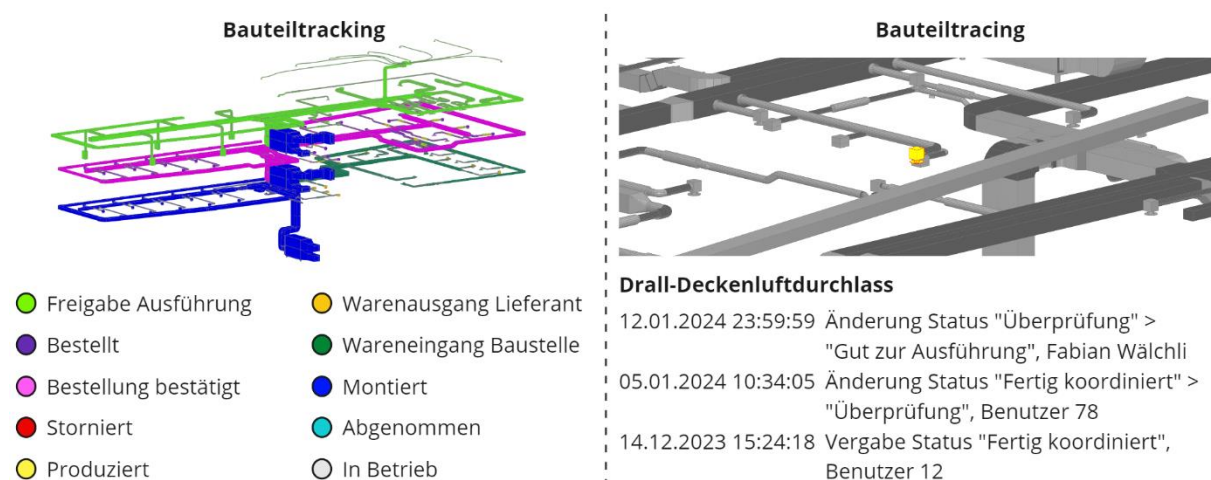 Bauteiltracking
Freigabe Ausführung
Bestellt
Bestellung bestätigt
Storniert
Produziert
Warenausgang Lieferant
Wareneingang Baustelle
Montiert
Abgenommen
In Betrieb
Bauteiltracing
Drall-Deckenluftdurchlass
12.01.2024 23:59:59 Änderung Status "Überprüfung" >
"Gut zur Ausführung", Fabian Wälchli
05.01.2024 10:34:05 Änderung Status "Fertig koordiniert" >
"Überprüfung", Benutzer 78
14.12.2023 15:24:18 Vergabe Status "Fertig koordiniert",
Benutzer 12